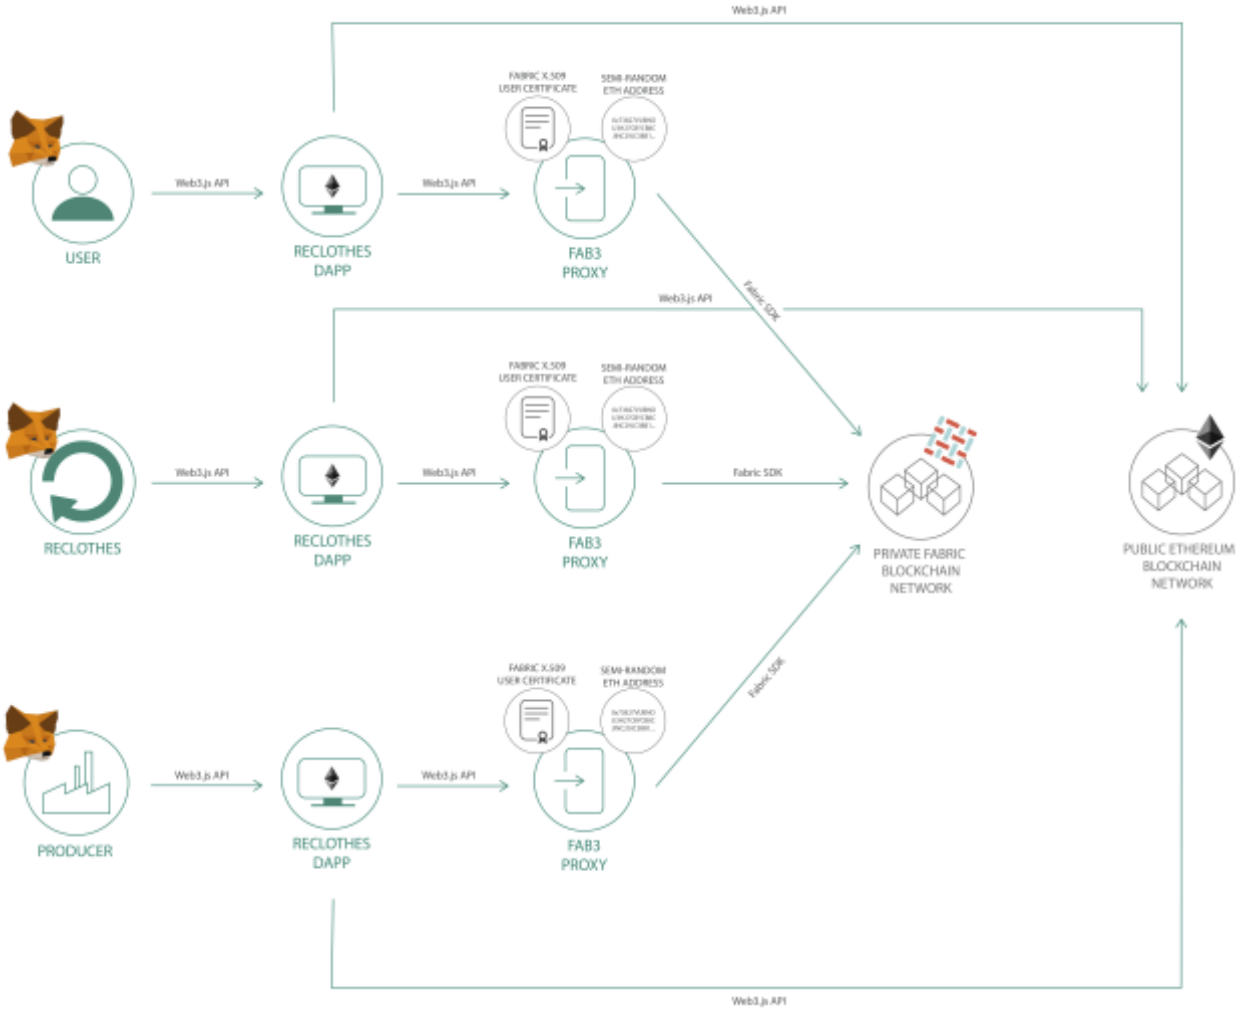 Web3.js API
FABRIC X.509
USER CERTIFICATE
SEMI-RANDOM
ETH ADDRESS
Web3.js API
Web3.js API
USER
RECLOTHES
DAPP
FAB3
PROXY
Fabric SDK
Web3.js API
FABRIC X.509
USER CERTIFICATE
SEMI-RANDOM
ETH ADDRESS
Web3.js API
Web3.js API
Fabric SDK
RECLOTHES
RECLOTHES
DAPP
FAB3
PROXY
PRIVATE FABRIC
BLOCKCHAIN
NETWORK
PUBLIC ETHEREUM
BLOCKCHAIN
NETWORK
FABRIC X.509
USER CERTIFICATE
SEMI-RANDOM
ETH ADDRESS
Fabric SDK
Web3.js API
Web3.js API
PRODUCER
RECLOTHES
DAPP
FAB3
PROXY
Web3.js API